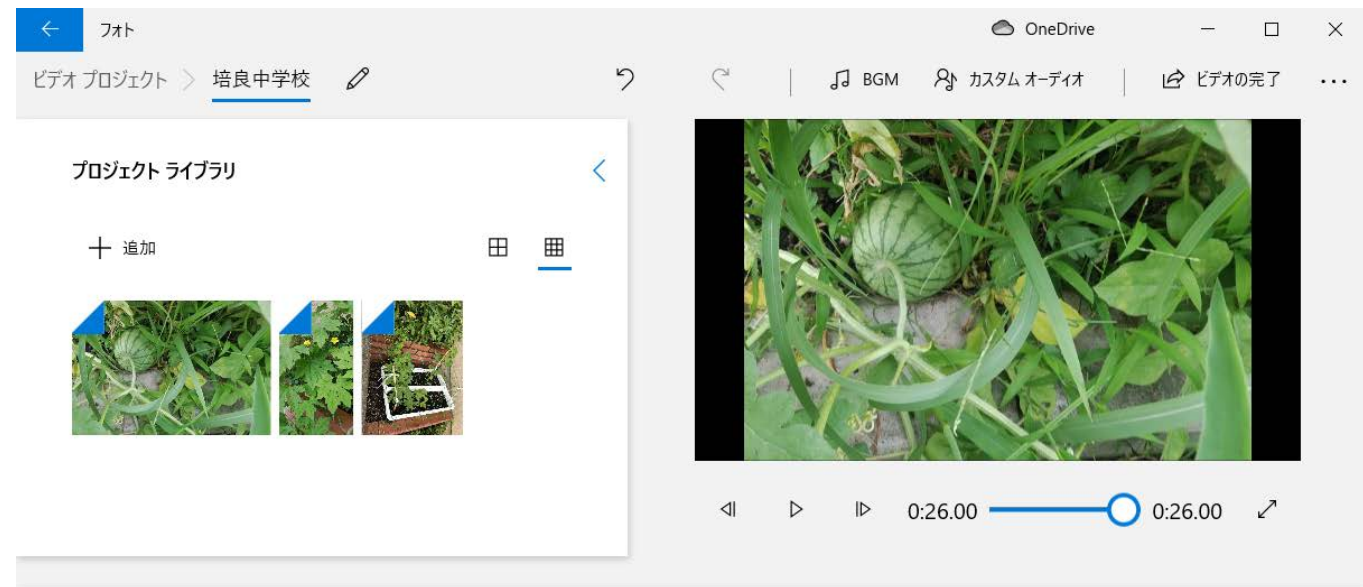 フォト
OneDrive
ビデオ プロジェクト
培良中学校
BGM
カスタム オーディオ
ビデオの完了
プロジェクト ライブラリ
追加
0:26.00
0:26.00